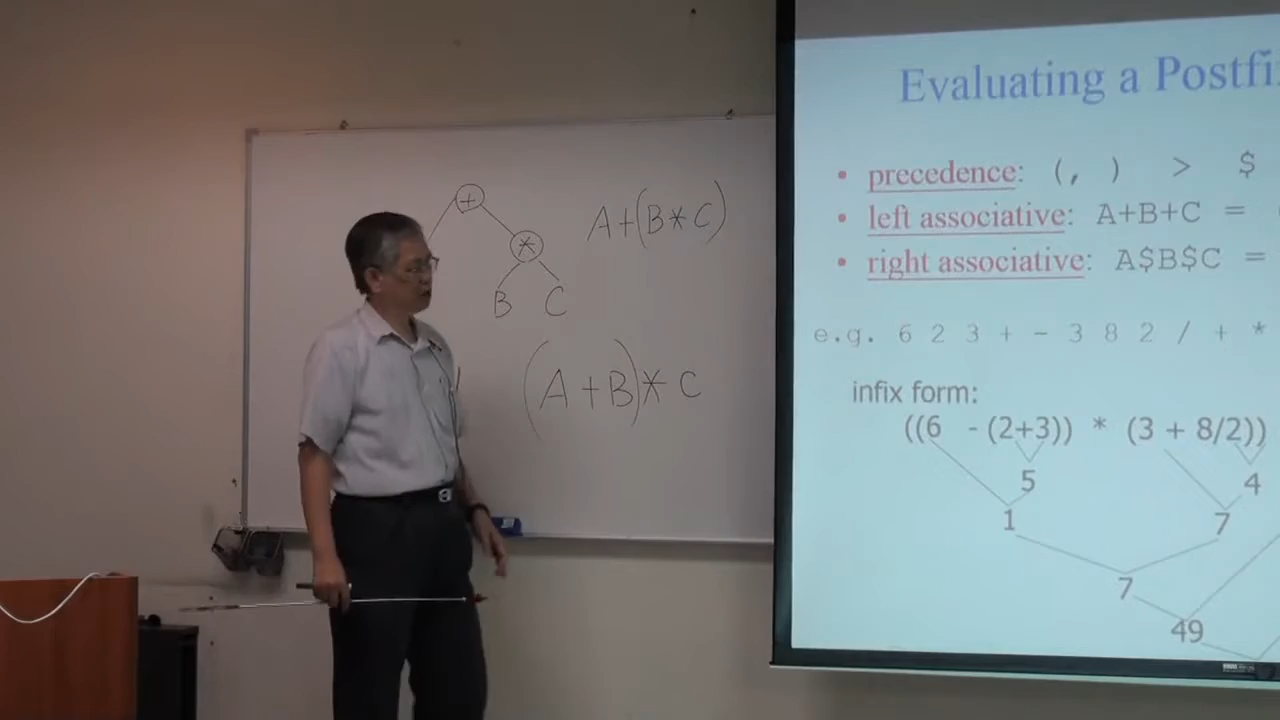 +
*
B C
A+(B*C)
(A+B)*C
Evaluating a
• precedence: (, ) > $
• left associative: A+B+C =
• right associative: A$B$C =
e.g. 6 2 3 + - 3 8 2 / + *
infix form:
((6 - (2+3)) * (3 + 8/2))
5 4
1 7
7
49